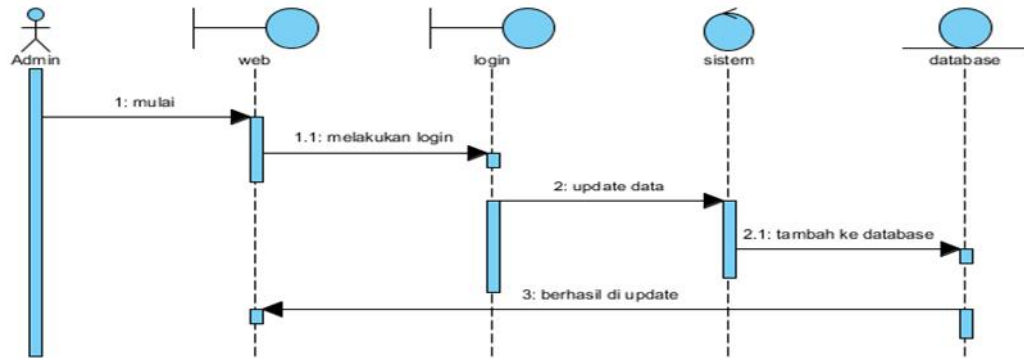 Admin
web
login
sistem
database
1: mulai
1.1: melakukan login
2: update data
2.1: tambah ke database
3: berhasil di update